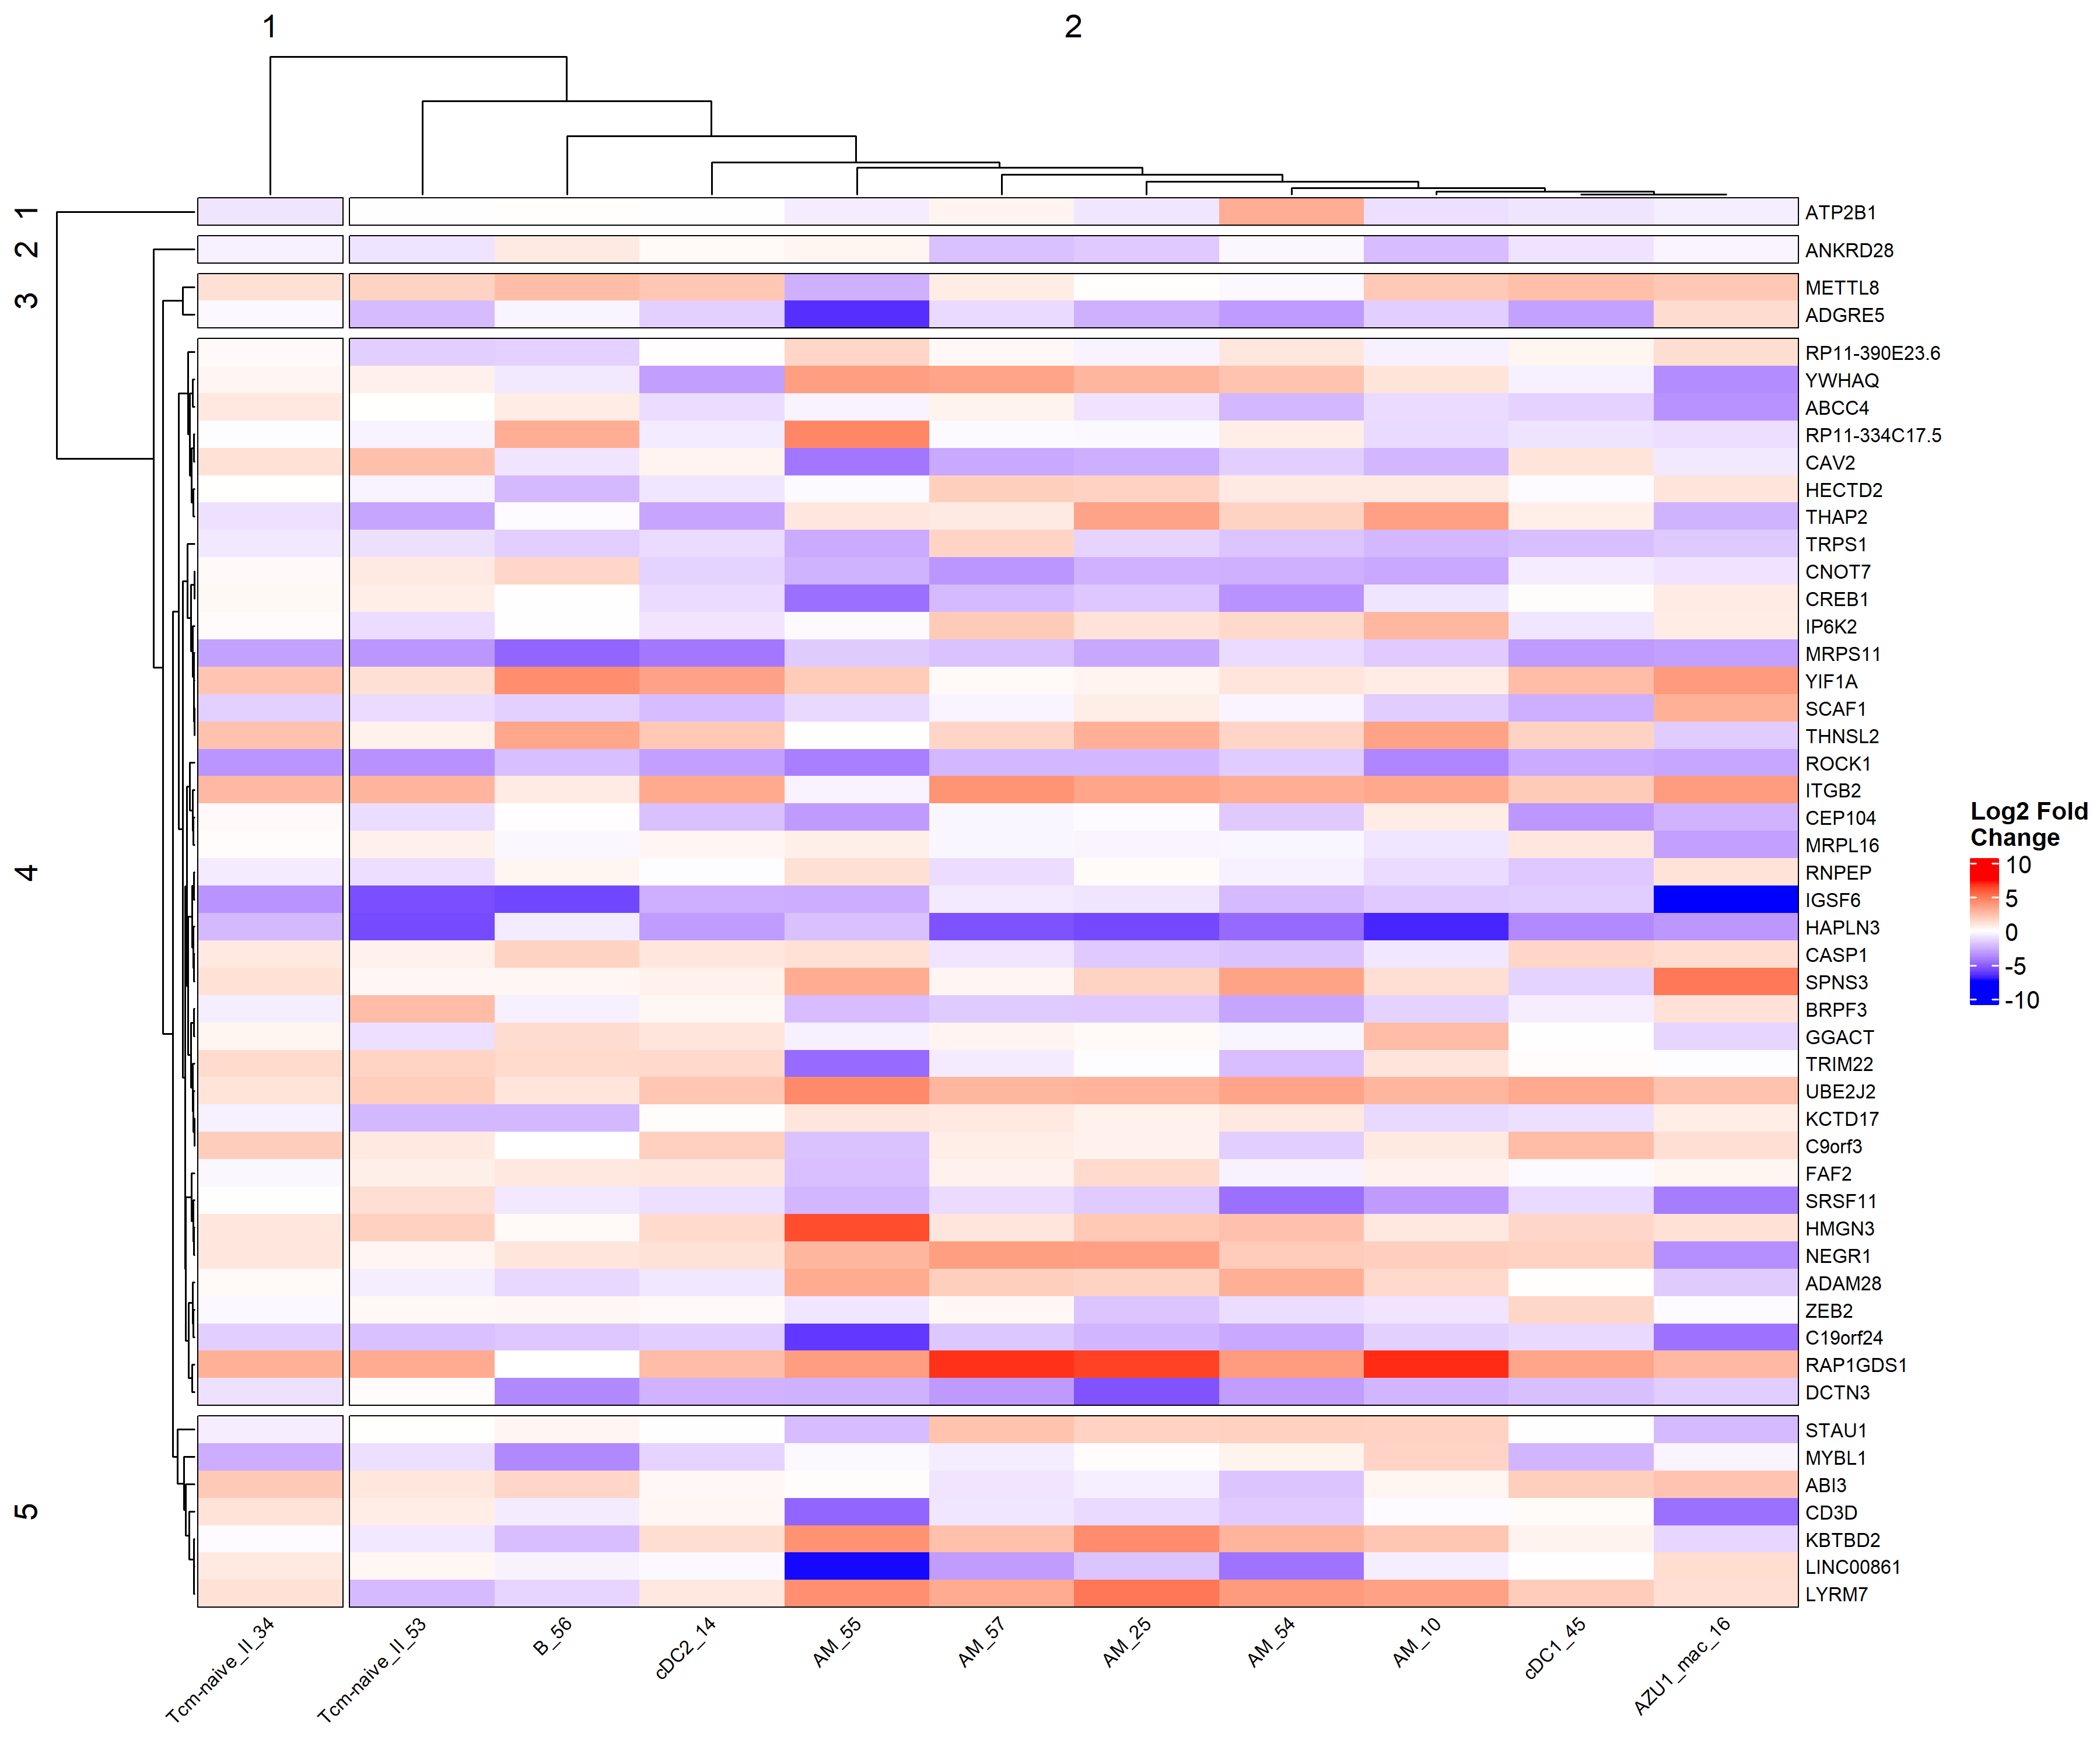 1
2
1
2
3
4
5
ATP2B1
ANKRD28
METTL8
ADGRE5
RP11-390E23.6
YWHAQ
ABCC4
RP11-334C17.5
CAV2
HECTD2
THAP2
TRPS1
CNOT7
CREB1
IP6K2
MRPS11
YIF1A
SCAF1
THNSL2
ROCK1
ITGB2
CEP104
MRPL16
RNPEP
IGSF6
HAPLN3
CASP1
SPNS3
BRPF3
GGACT
TRIM22
UBE2J2
KCTD17
C9orf3
FAF2
SRSF11
HMGN3
NEGR1
ADAM28
ZEB2
C19orf24
RAP1GDS1
DCTN3
STAU1
MYBL1
ABI3
CD3D
KBTBD2
LINC00861
LYRM7
Tcm-naive_II_34
Tcm-naive_II_53
B_56
cDC2_14
AM_55
AM_57
AM_25
AM_54
AM_10
cDC1_45
AZU1_mac_16
Log2 Fold
Change
10
5
0
-5
-10